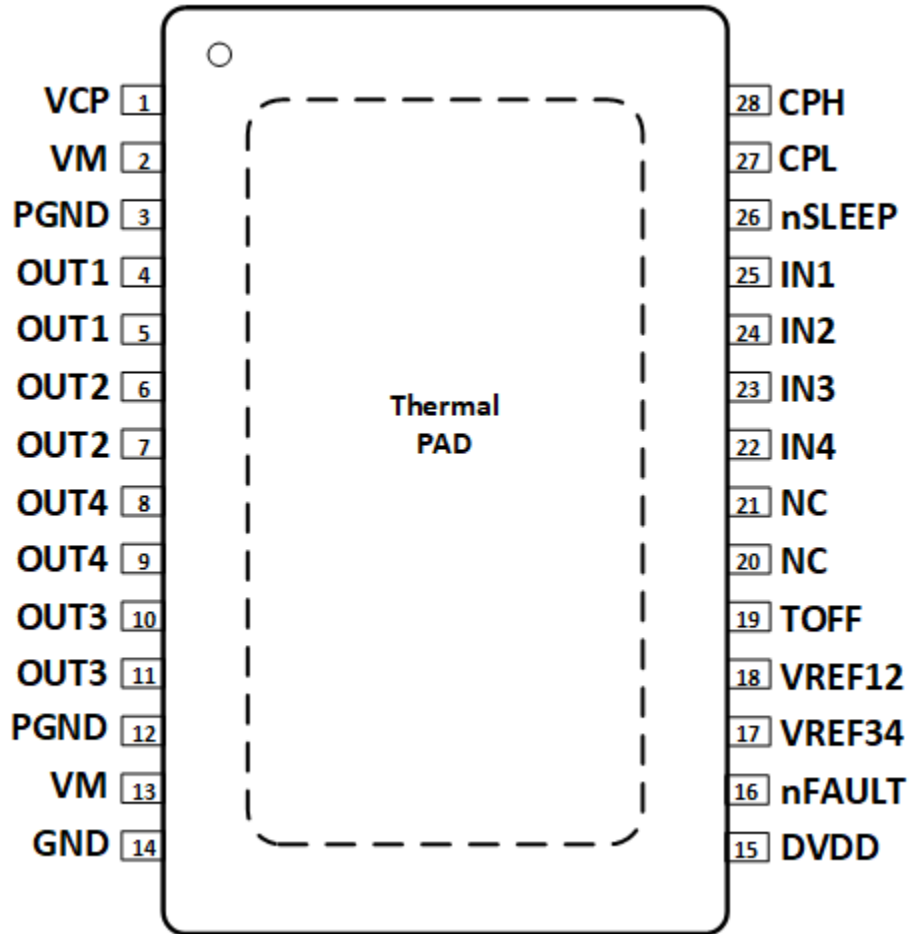 VCP 1
VM 2
PGND 3
OUT1 4
OUT1 5
OUT2 6
OUT2 7
OUT4 8
OUT4 9
OUT3 10
OUT3 11
PGND 12
VM 13
GND 14
Thermal
PAD
28 CPH
27 CPL
26 nSLEEP
25 IN1
24 IN2
23 IN3
22 IN4
21 NC
20 NC
19 TOFF
18 VREF12
17 VREF34
16 nFAULT
15 DVDD